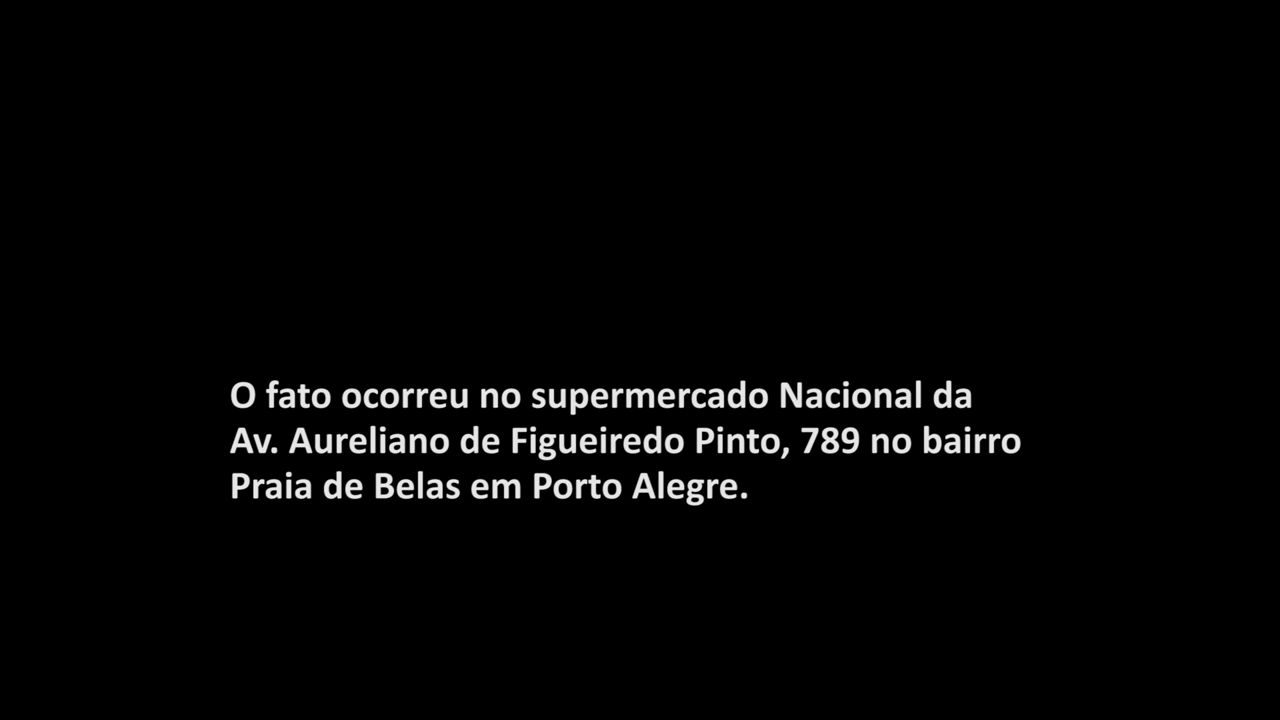 O fato ocorreu no supermercado Nacional da
Av. Aureliano de Figueiredo Pinto, 789 no bairro
Praia de Belas em Porto Alegre.